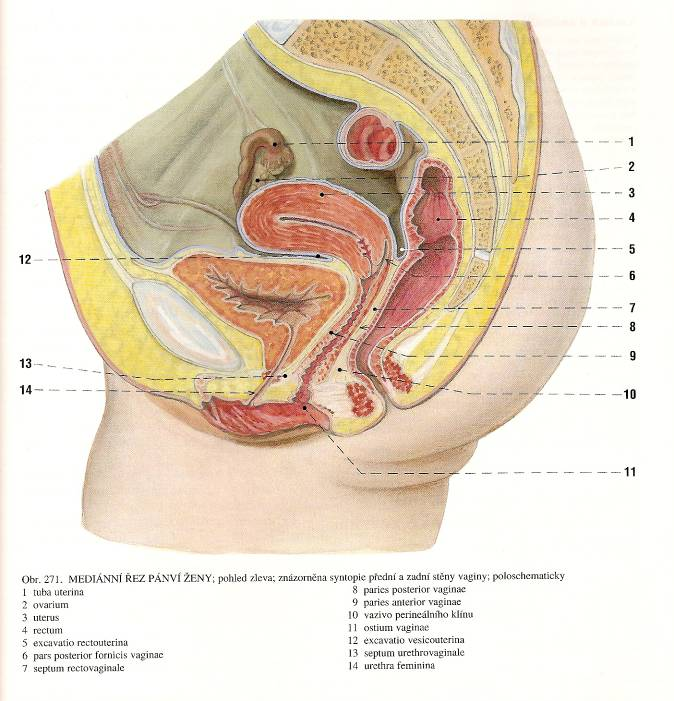 1
2
3
4
5
6
7
8
9
10
11
12
13
14
Obr. 271. MEDIÁNNÍ ŘEZ PÁNVÍ ŽENY; pohled zleva; znázorněna syntopie přední a zadní stěny vaginy; poloschematicky
1 tuba uterina
2 ovarium
3 uterus
4 rectum
5 excavatio rectouterina
6 pars posterior fornicis vaginae
7 septum rectovaginale
8 paries posterior vaginae
9 paries anterior vaginae
10 vazivo perineálního klínu
11 ostium vaginae
12 excavatio vesicouterina
13 septum urethrovaginale
14 urethra feminina